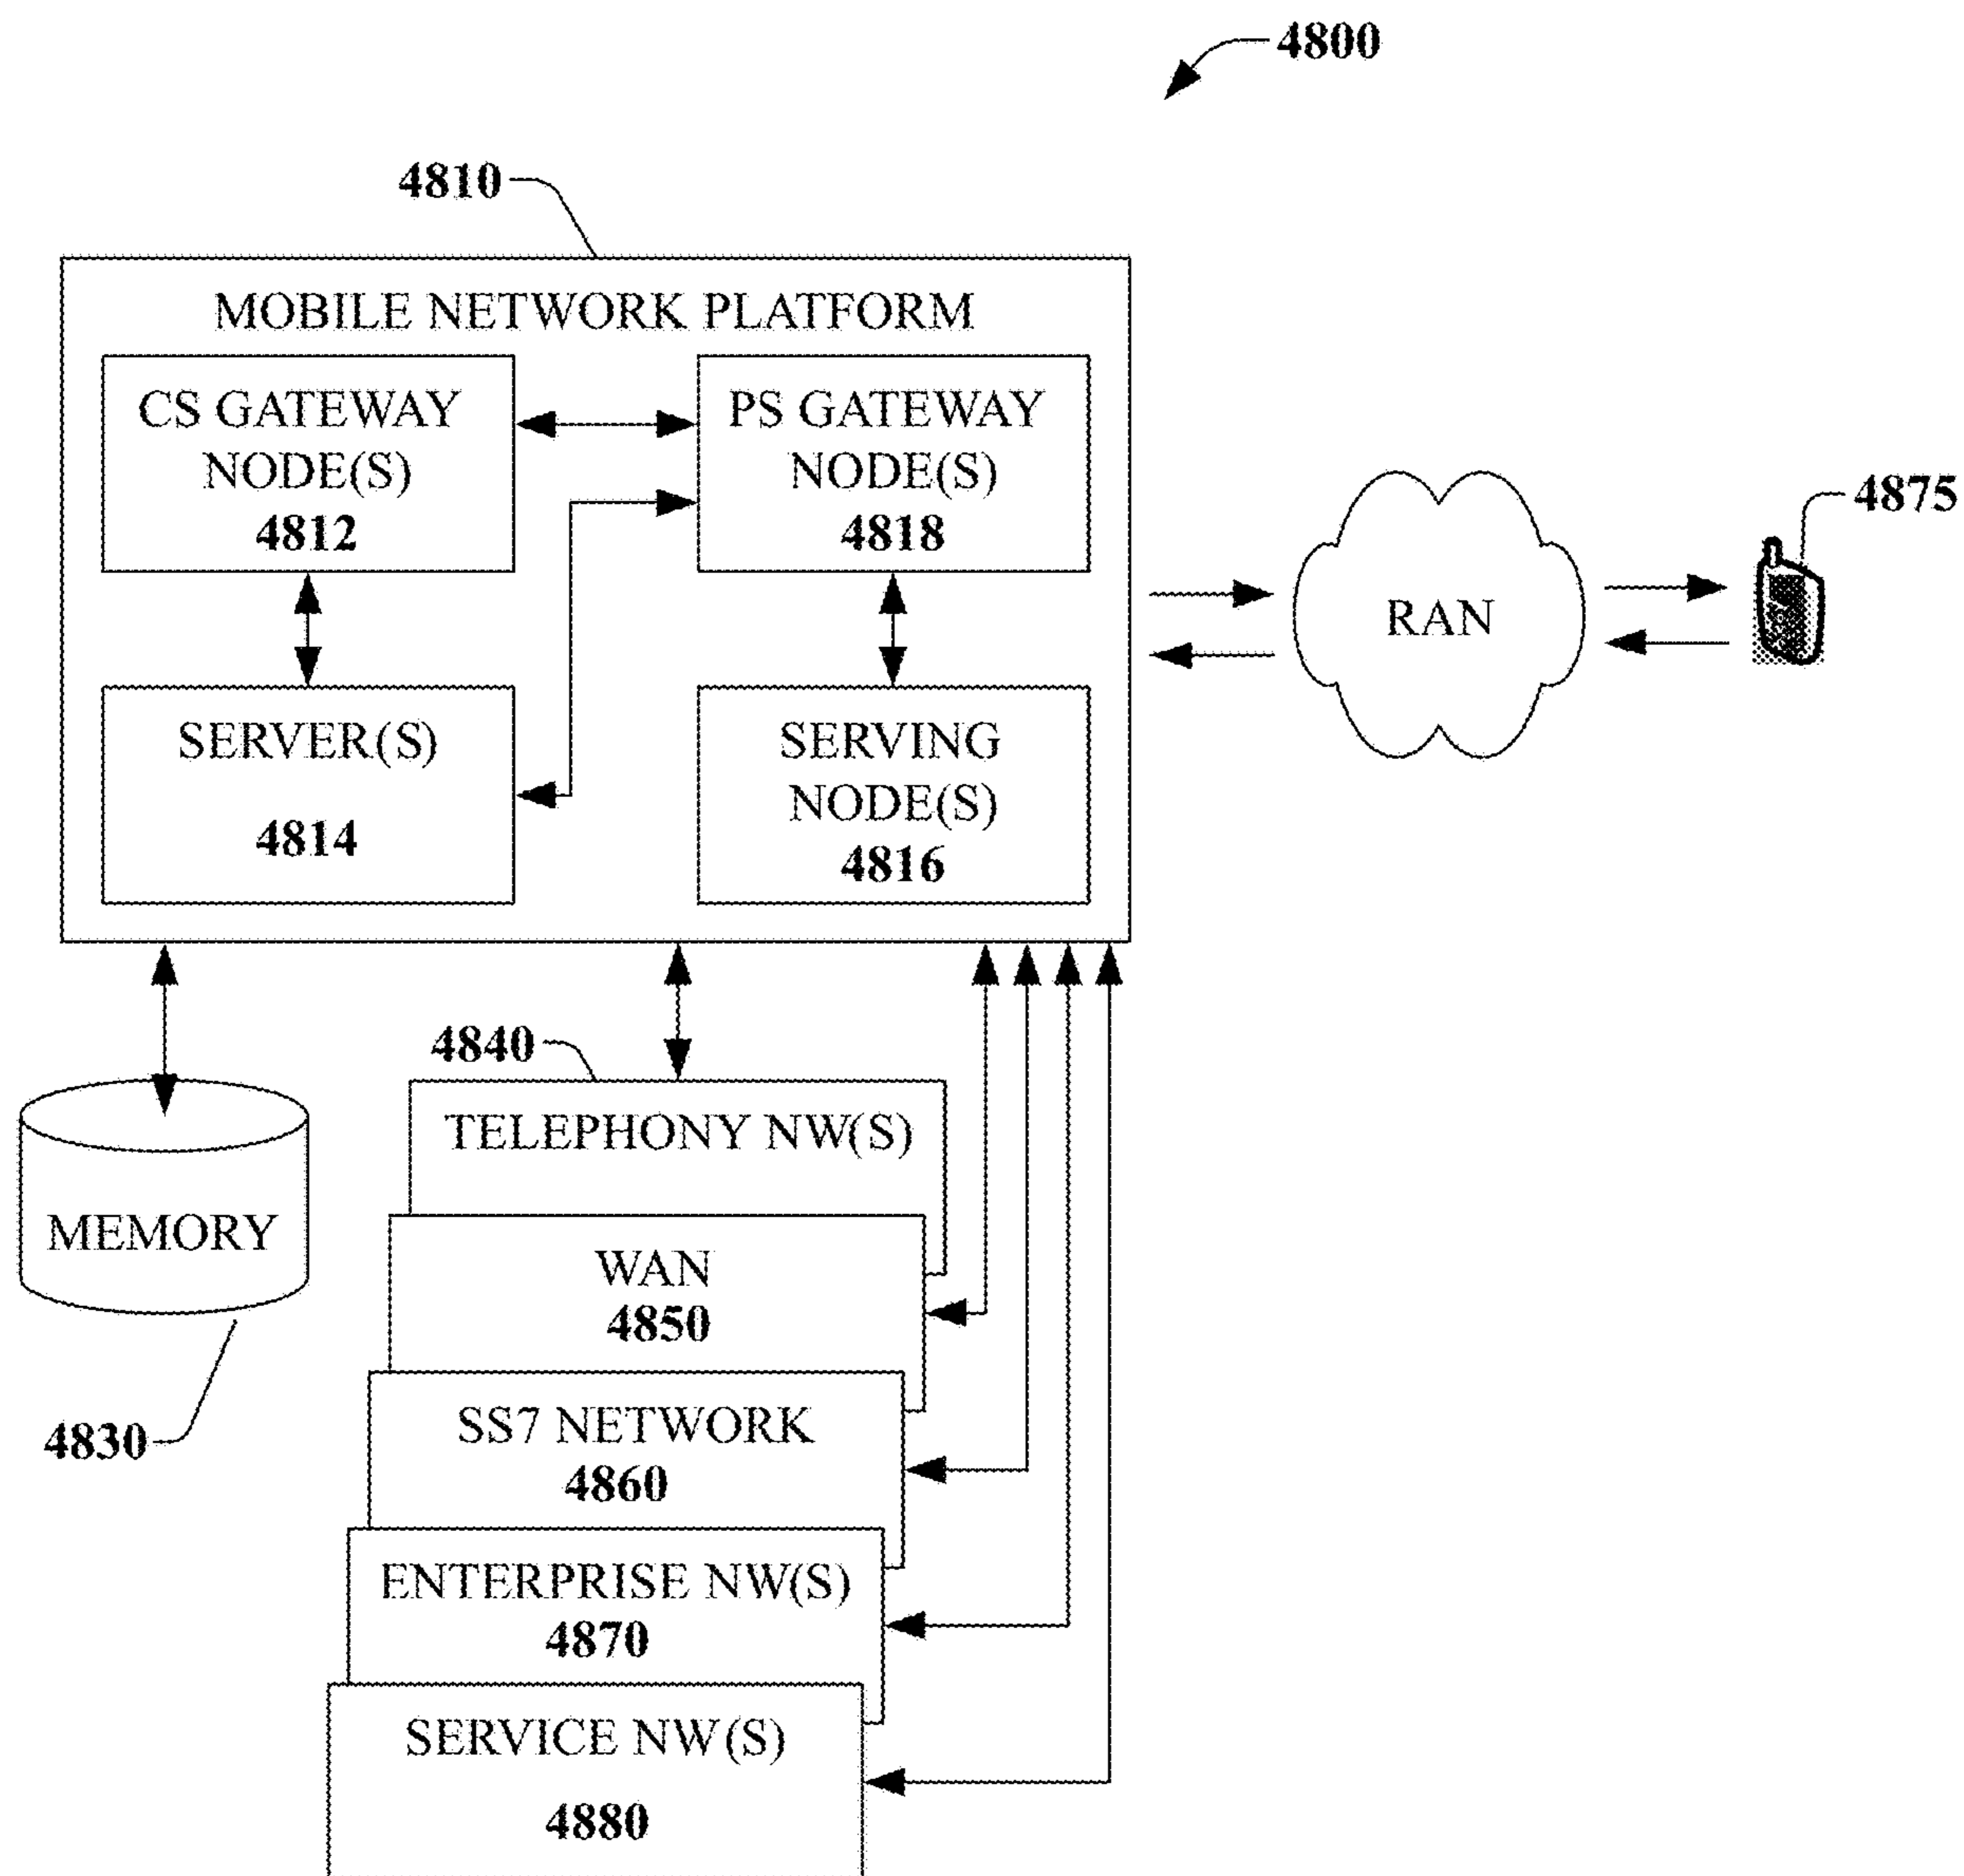 4800
4810
MOBILE NETWORK PLATFORM
CS GATEWAY
NODE(S)
4812
PS GATEWAY
NODE(S)
4818
SERVER(S)
4814
SERVING
NODE(S)
4816
RAN
4875
4840
TELEPHONY NW(S)
MEMORY
4830
WAN
4850
SS7 NETWORK
4860
ENTERPRISE NW(S)
4870
SERVICE NW(S)
4880